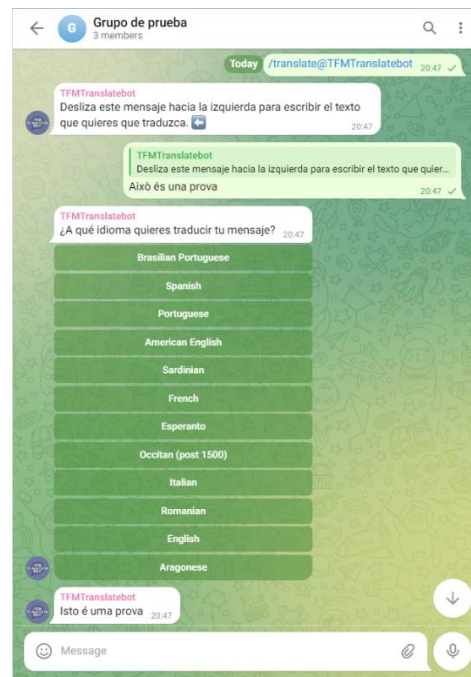 G
Grupo de prueba
3 members
Today
/translate@TFMTranslatebot 20:47
TFMTranslatebot
Desliza este mensaje hacia la izquierda para escribir el texto
que quieres que traduzca. 20:47
TFMTranslatebot
Desliza este mensaje hacia la izquierda para escribir el texto que quier...
Això és una prova 20:47
TFMTranslatebot
¿A qué idioma quieres traducir tu mensaje? 20:47
Brasilian Portuguese
Spanish
Portuguese
American English
Sardinian
French
Esperanto
Occitan (post 1500)
Italian
Romanian
English
Aragonese
TFMTranslatebot
Isto é uma prova 20:47
Message